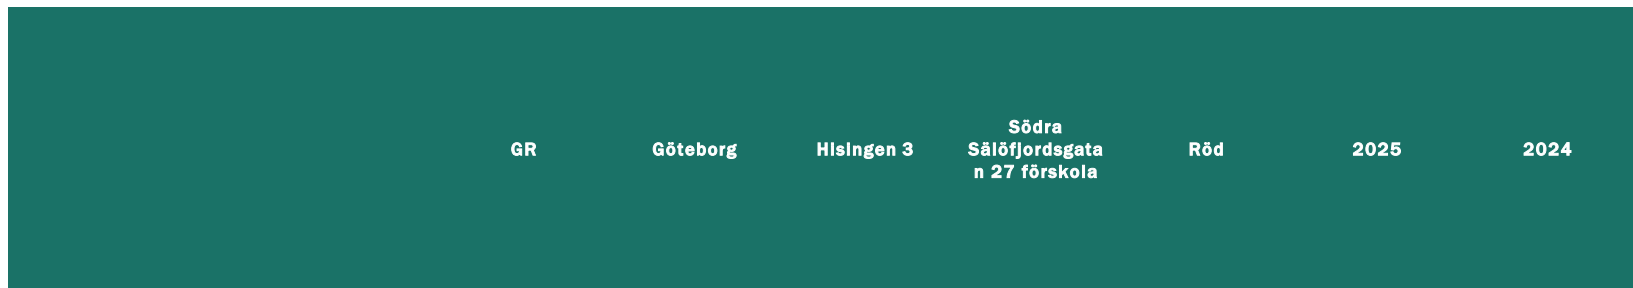 GR
Göteborg
Hisingen 3
Södra
Sälöfjordsgata
n 27 förskola
Röd
2025
2024